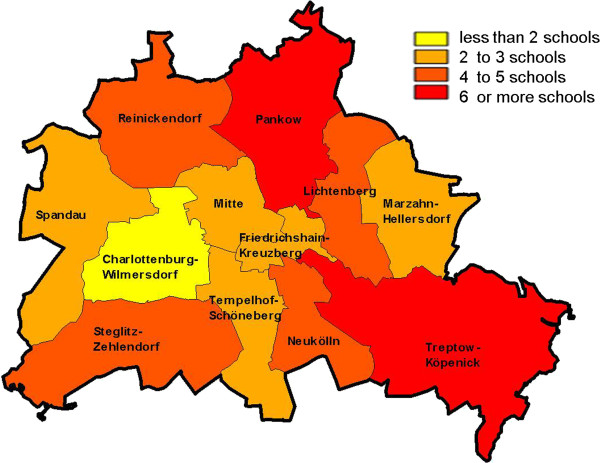 less than 2 schools
2 to 3 schools
4 to 5 schools
6 or more schools
Reinickendorf
Pankow
Lichtenberg
Marzahn-
Hellersdorf
Spandau
Mitte
Friedrichshain-
Kreuzberg
Charlottenburg-
Wilmersdorf
Tempelhof-
Schöneberg
Steglitz-
Zehlendorf
Neukölln
Treptow-
Köpenick